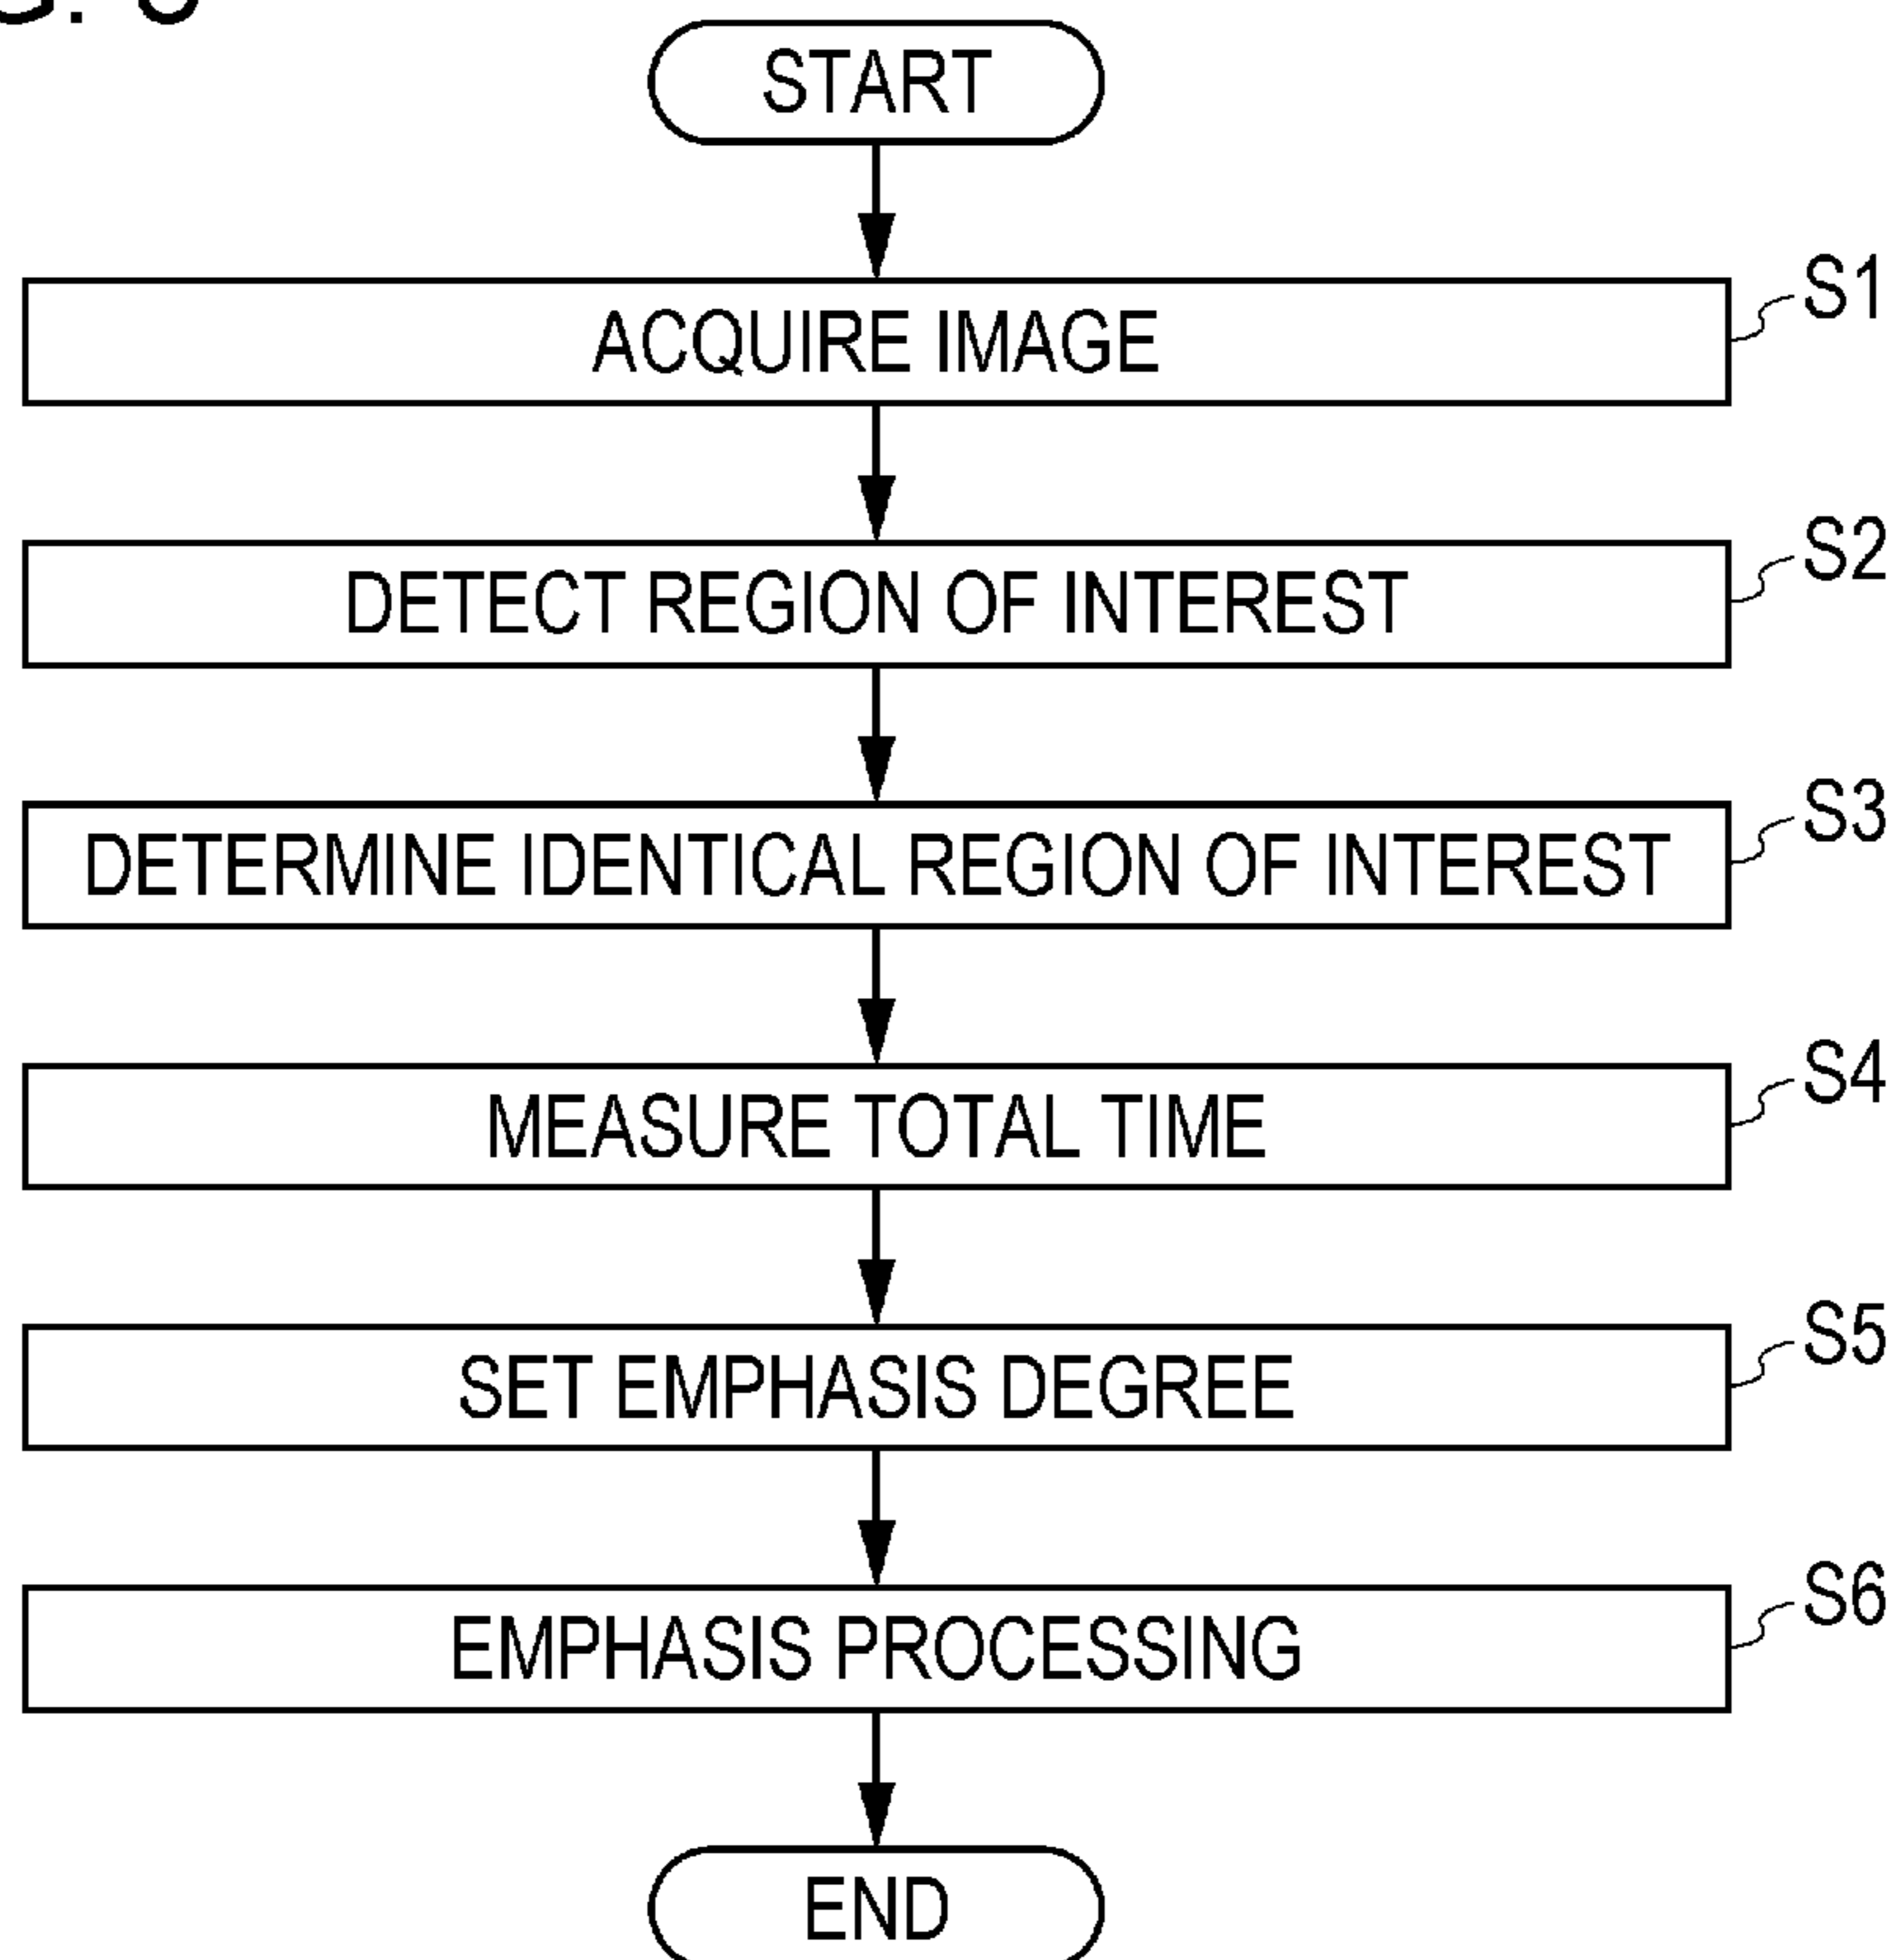 START
ACQUIRE IMAGE S1
DETECT REGION OF INTEREST S2
DETERMINE IDENTICAL REGION OF INTEREST S3
MEASURE TOTAL TIME S4
SET EMPHASIS DEGREE S5
EMPHASIS PROCESSING S6
END